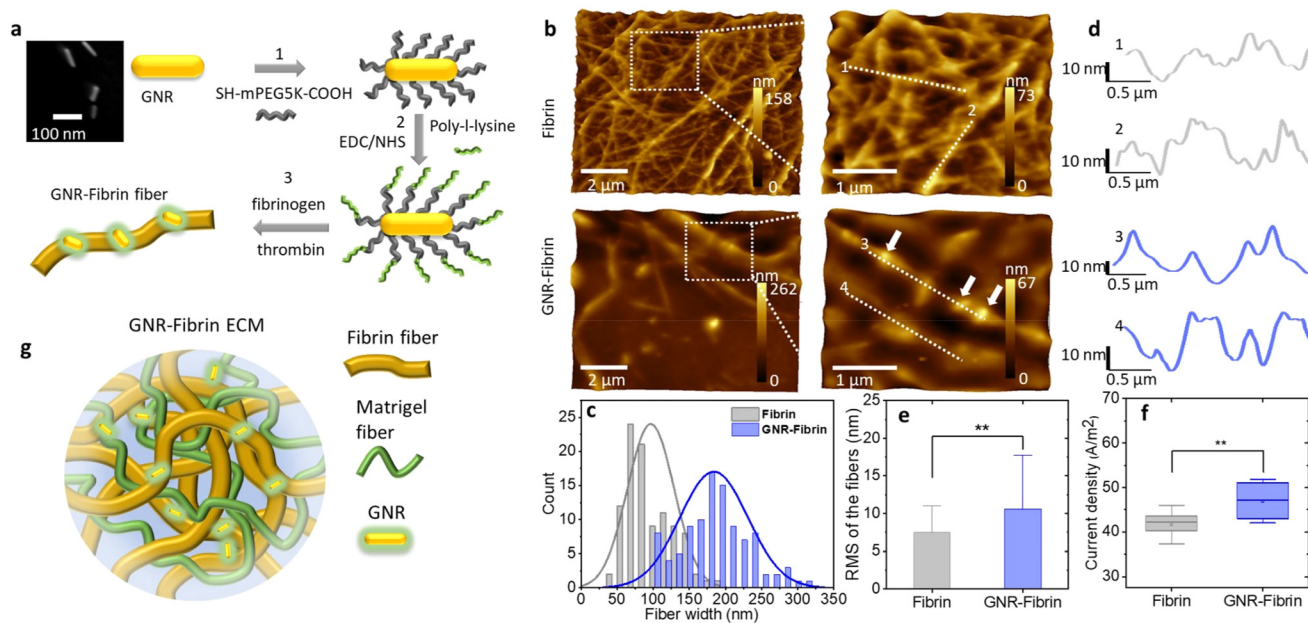 a
1
GNR
SH-mPEG5K-COOH
100 nm
2
EDC/NHS
Poly-l-lysine
3
fibrinogen
thrombin
GNR-Fibrin fiber
b
Fibrin
nm
158
0
2 µm
1
2
nm
73
0
1 µm
GNR-Fibrin
nm
262
0
2 µm
3
4
nm
67
0
1 µm
d
1
10 nm
0.5 µm
2
10 nm
0.5 µm
3
10 nm
0.5 µm
4
10 nm
0.5 µm
g
GNR-Fibrin ECM
Fibrin fiber
Matrigel
fiber
GNR
c
Fibrin
GNR-Fibrin
Count
25
20
15
10
5
0
0 50 100 150 200 250 300 350
Fiber width (nm)
e
**
RMS of the fibers (nm)
25
20
15
10
5
0
Fibrin GNR-Fibrin
f
**
Current density (A/m²)
70
60
50
40
30
Fibrin GNR-Fibrin